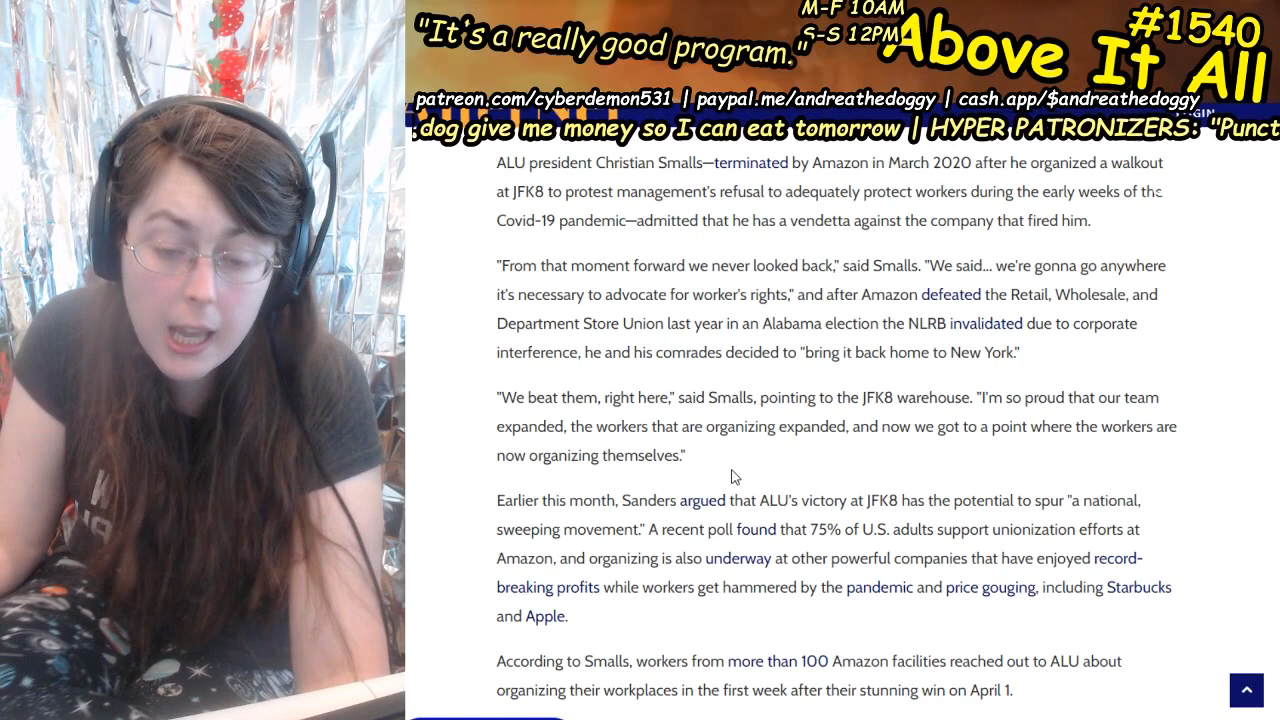 "It's a really good program."
M-F 10AM
S-S 12PM
#1540
Above It All
patreon.com/cyberdemon531 | paypal.me/andreathedoggy | cash.app/$andreathedoggy
dog give me money so I can eat tomorrow | HYPER PATRONIZERS: "Punct
ALU president Christian Smalls—terminated by Amazon in March 2020 after he organized a walkout
at JFK8 to protest management's refusal to adequately protect workers during the early weeks of the
Covid-19 pandemic—admitted that he has a vendetta against the company that fired him.
"From that moment forward we never looked back," said Smalls. "We said... we're gonna go anywhere
it's necessary to advocate for worker's rights," and after Amazon defeated the Retail, Wholesale, and
Department Store Union last year in an Alabama election the NLRB invalidated due to corporate
interference, he and his comrades decided to "bring it back home to New York."
"We beat them, right here," said Smalls, pointing to the JFK8 warehouse. "I'm so proud that our team
expanded, the workers that are organizing expanded, and now we got to a point where the workers are
now organizing themselves."
Earlier this month, Sanders argued that ALU's victory at JFK8 has the potential to spur "a national,
sweeping movement." A recent poll found that 75% of U.S. adults support unionization efforts at
Amazon, and organizing is also underway at other powerful companies that have enjoyed record-
breaking profits while workers get hammered by the pandemic and price gouging, including Starbucks
and Apple.
According to Smalls, workers from more than 100 Amazon facilities reached out to ALU about
organizing their workplaces in the first week after their stunning win on April 1.